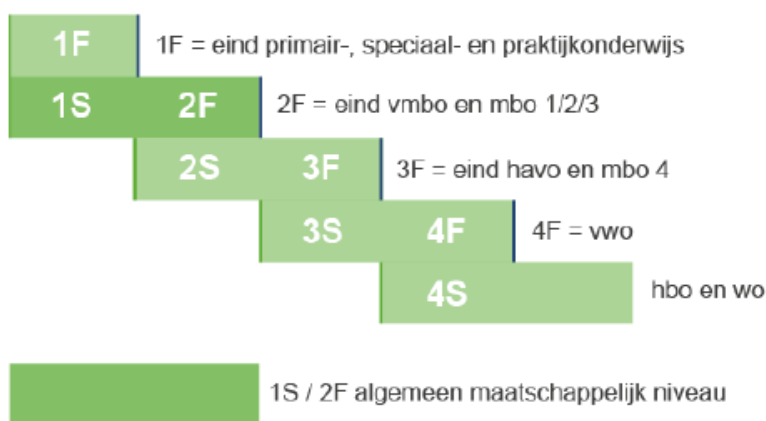 1F 1F = eind primair-, speciaal- en praktijkonderwijs
1S 2F 2F = eind vmbo en mbo 1/2/3
2S 3F 3F = eind havo en mbo 4
3S 4F 4F = vwo
4S hbo en wo
1S / 2F algemeen maatschappelijk niveau